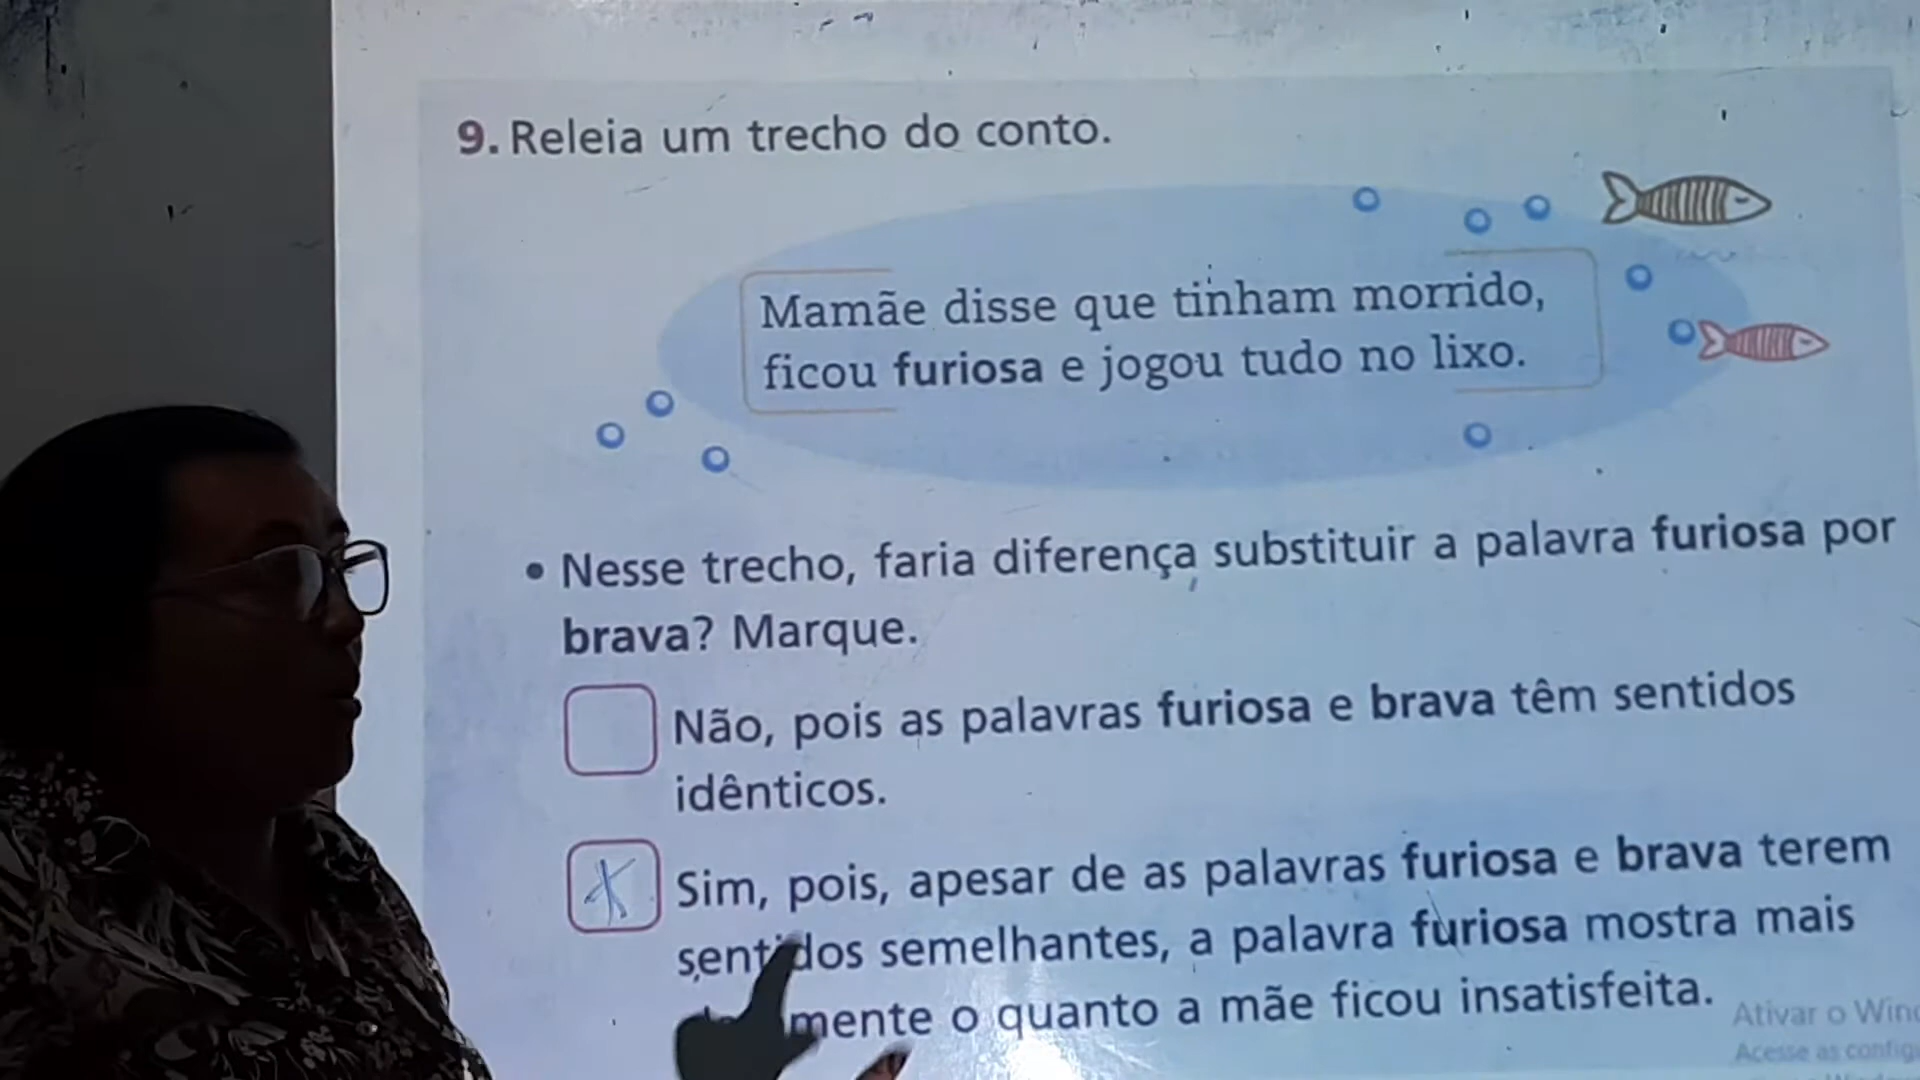 9. Releia um trecho do conto.
Mamãe disse que tinham morrido,
ficou furiosa e jogou tudo no lixo.
• Nesse trecho, faria diferença substituir a palavra furiosa por
brava? Marque.
Não, pois as palavras furiosa e brava têm sentidos
idênticos.
X Sim, pois, apesar de as palavras furiosa e brava terem
sentidos semelhantes, a palavra furiosa mostra mais
o quanto a mãe ficou insatisfeita.
Ativar o Win
Acesse as config